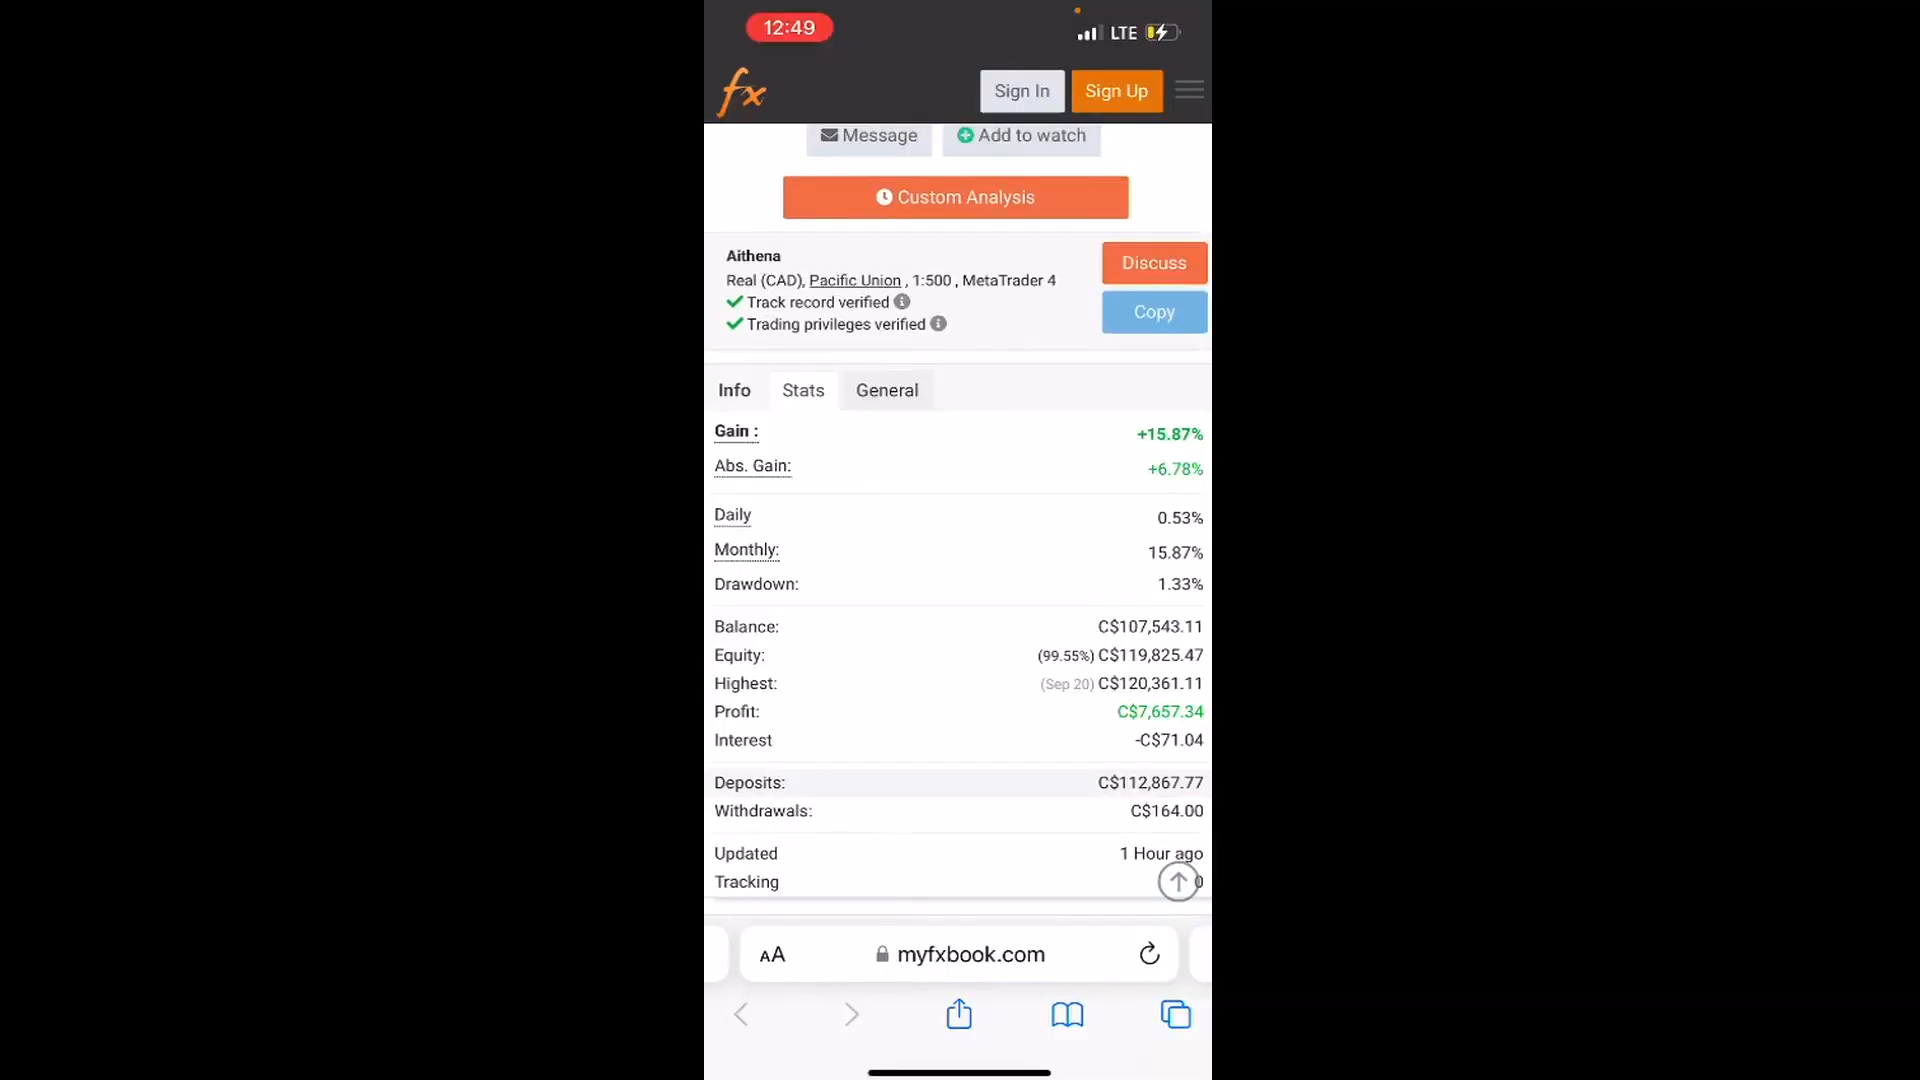 12:49
LTE
fx
Sign In
Sign Up
Message
Add to watch
Custom Analysis
Aithena
Real (CAD), Pacific Union , 1:500 , MetaTrader 4
Track record verified
Trading privileges verified
Discuss
Copy
Info
Stats
General
Gain : +15.87%
Abs. Gain: +6.78%
Daily 0.53%
Monthly: 15.87%
Drawdown: 1.33%
Balance: C$107,543.11
Equity: (99.55%) C$119,825.47
Highest: (Sep 20) C$120,361.11
Profit: C$7,657.34
Interest -C$71.04
Deposits: C$112,867.77
Withdrawals: C$164.00
Updated 1 Hour ago
Tracking 0
AA
myfxbook.com